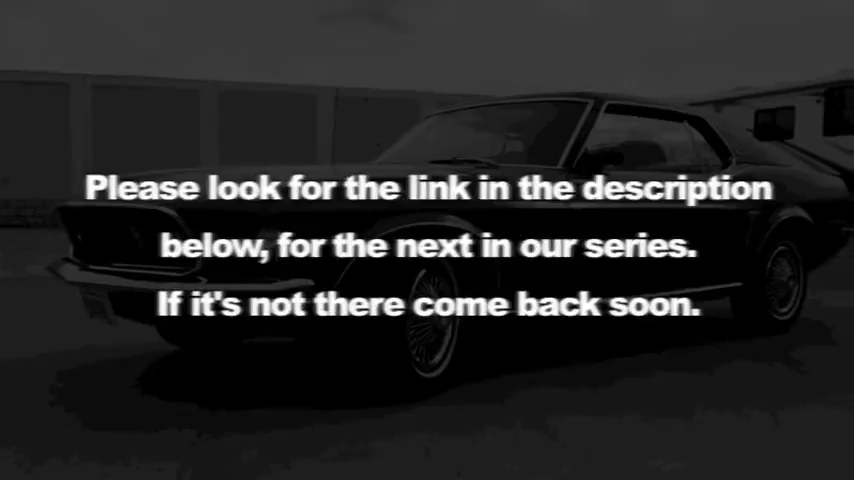 Please look for the link in the description
below, for the next in our series.
If it's not there come back soon.